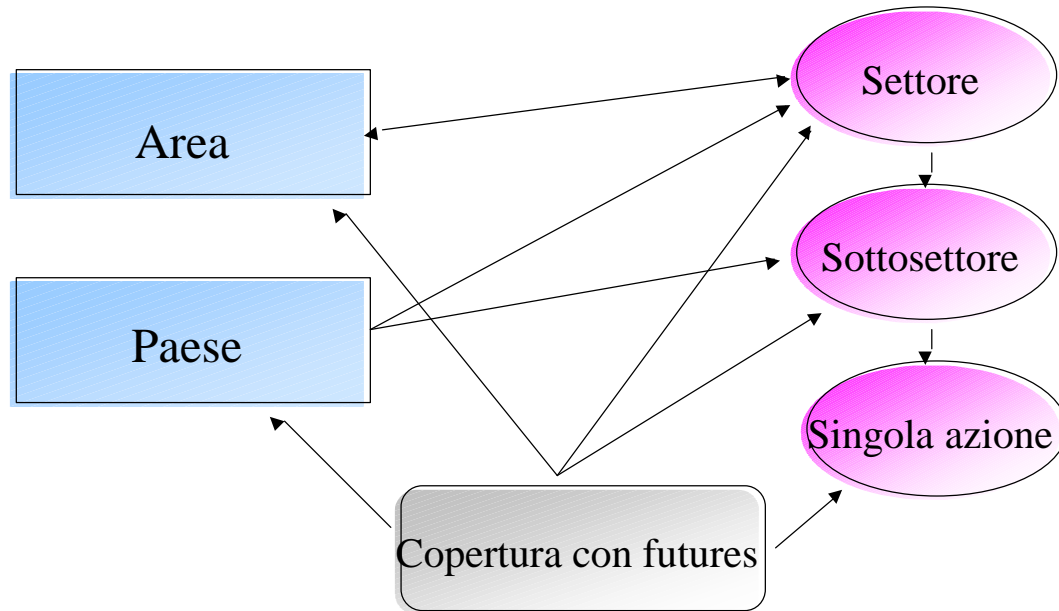 Settore
Area
Sottosettore
Paese
Singola azione
Copertura con futures